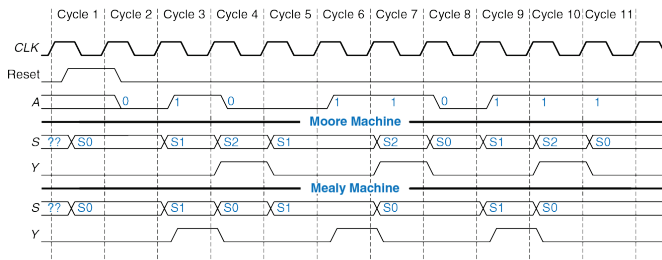 Cycle 1 Cycle 2 Cycle 3 Cycle 4 Cycle 5 Cycle 6 Cycle 7 Cycle 8 Cycle 9 Cycle 10 Cycle 11
CLK
Reset
A 0 1 0 1 1 0 1 1 1
Moore Machine
S ?? S0 S1 S2 S1 S2 S0 S1 S2 S0
Y
Mealy Machine
S ?? S0 S1 S0 S1 S0 S1 S0
Y